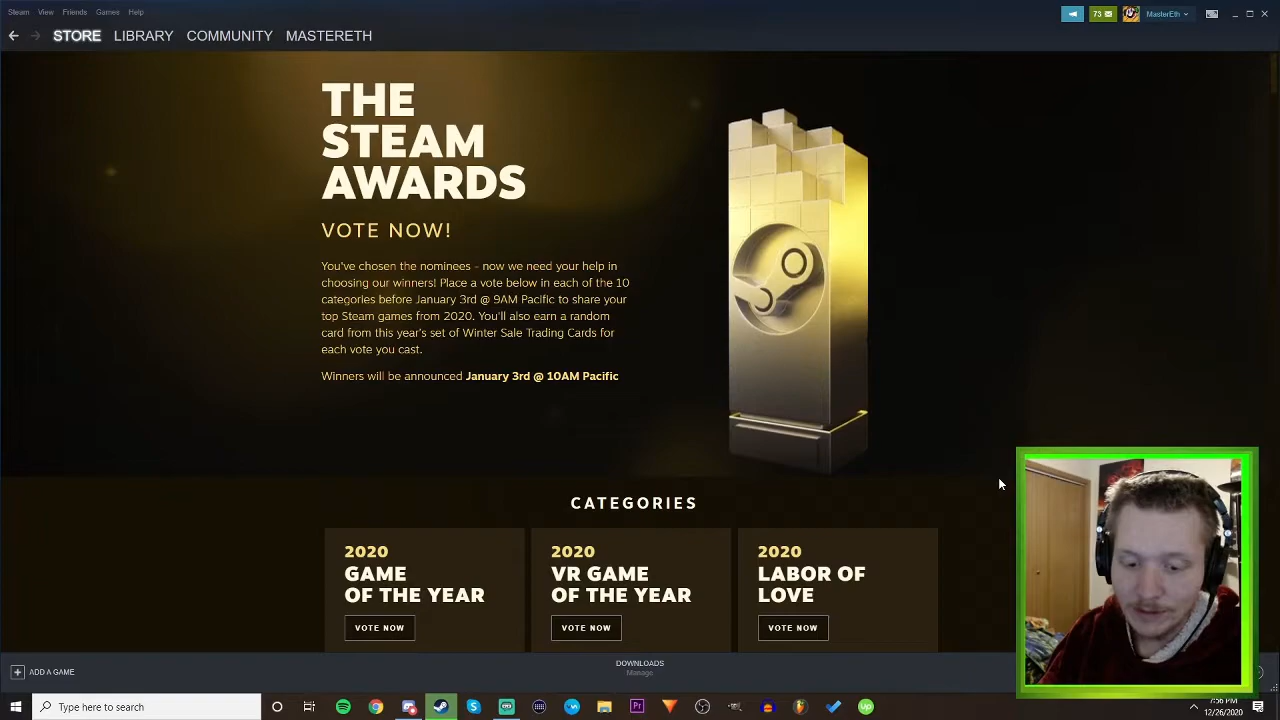 Steam View Friends Games Help
73
MasterEth
STORE LIBRARY COMMUNITY MASTERETH
THE
STEAM
AWARDS
VOTE NOW!
You've chosen the nominees - now we need your help in
choosing our winners! Place a vote below in each of the 10
categories before January 3rd @ 9AM Pacific to share your
top Steam games from 2020. You'll also earn a random
card from this year's set of Winter Sale Trading Cards for
each vote you cast.
Winners will be announced January 3rd @ 10AM Pacific
CATEGORIES
2020
GAME
OF THE YEAR
VOTE NOW
2020
VR GAME
OF THE YEAR
VOTE NOW
2020
LABOR OF
LOVE
VOTE NOW
ADD A GAME
DOWNLOADS
Manage
Type here to search
Pr
up
7:56 PM
12/26/2020